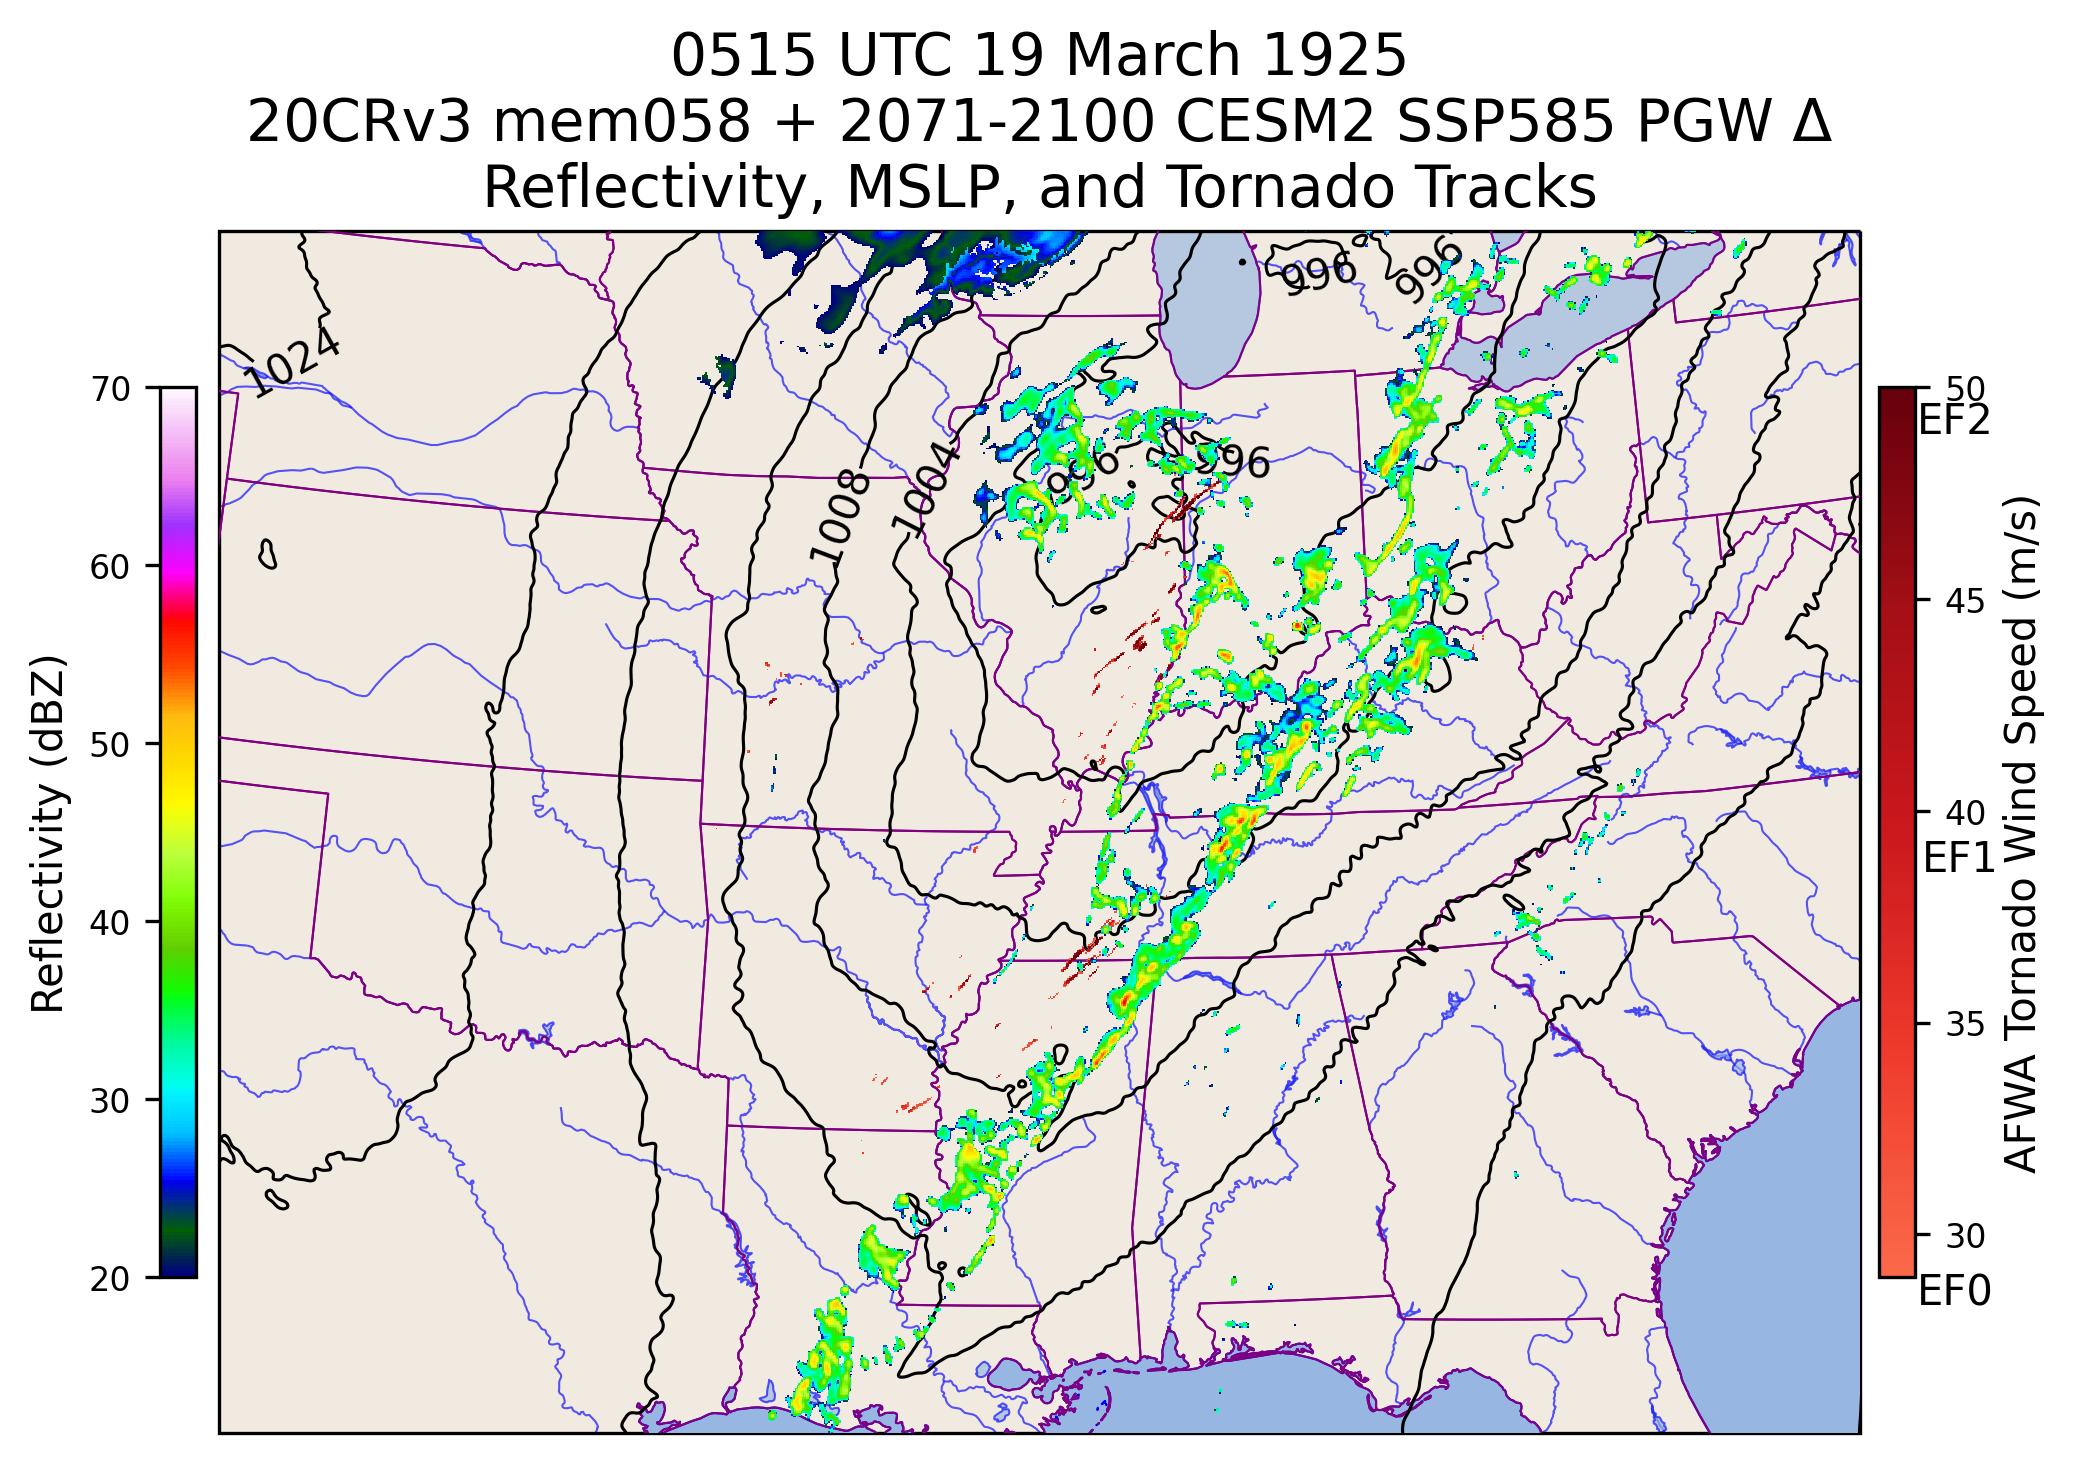 0515 UTC 19 March 1925
20CRv3 mem058 + 2071-2100 CESM2 SSP585 PGW Δ
Reflectivity, MSLP, and Tornado Tracks
996
996
1024
996
996
1008
1004
70
60
50
40
30
20
Reflectivity (dBZ)
50
EF2
45
40
EF1
35
30
EF0
AFWA Tornado Wind Speed (m/s)